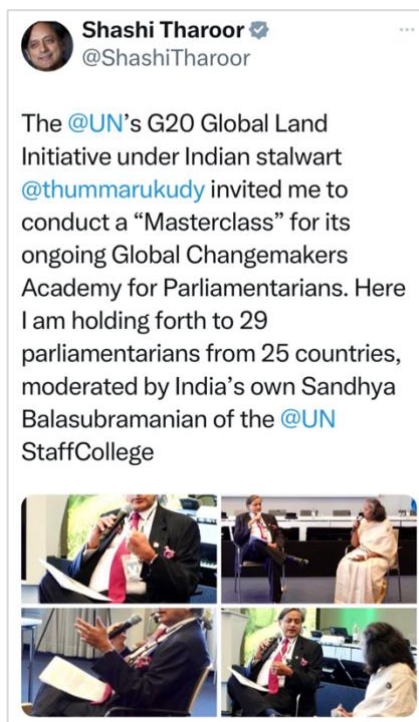 Shashi Tharoor
@ShashiTharoor
The @UN’s G20 Global Land
Initiative under Indian stalwart
@thummarukudy invited me to
conduct a “Masterclass” for its
ongoing Global Changemakers
Academy for Parliamentarians. Here
I am holding forth to 29
parliamentarians from 25 countries,
moderated by India’s own Sandhya
Balasubramanian of the @UN
StaffCollege